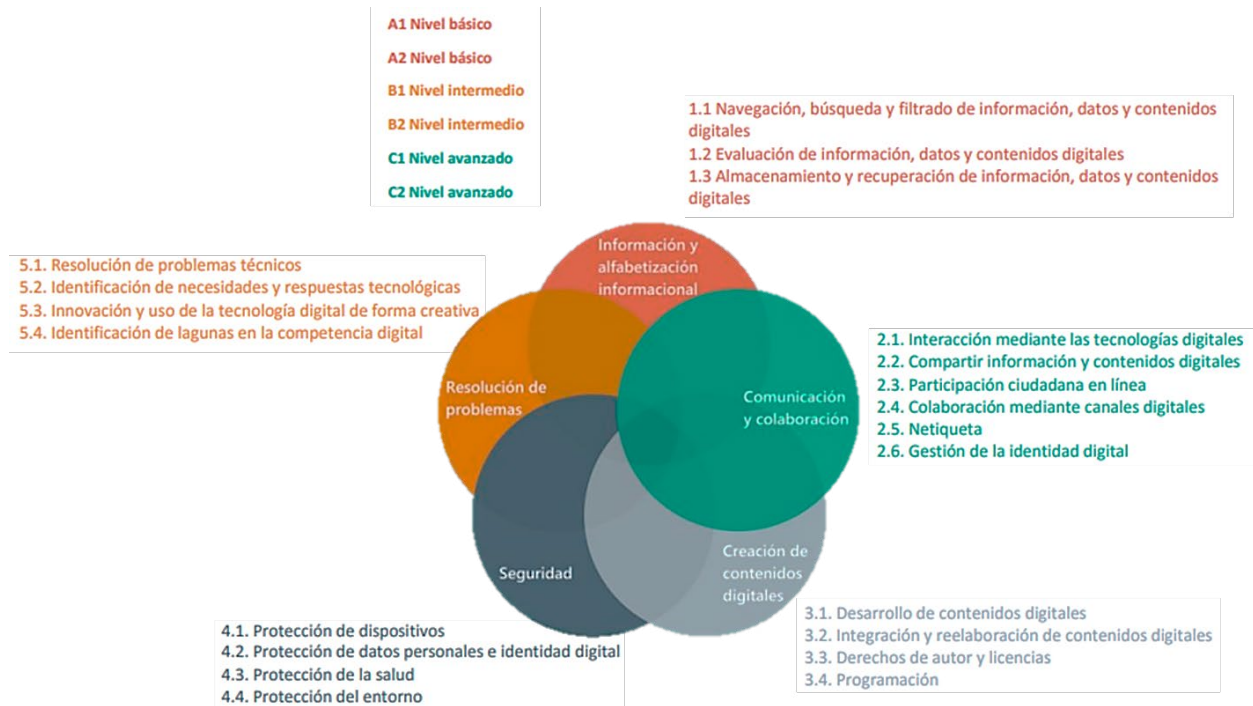 A1 Nivel básico
A2 Nivel básico
B1 Nivel intermedio
B2 Nivel intermedio
C1 Nivel avanzado
C2 Nivel avanzado
1.1 Navegación, búsqueda y filtrado de información, datos y contenidos
digitales
1.2 Evaluación de información, datos y contenidos digitales
1.3 Almacenamiento y recuperación de información, datos y contenidos
digitales
Información y
alfabetización
informacional
5.1. Resolución de problemas técnicos
5.2. Identificación de necesidades y respuestas tecnológicas
5.3. Innovación y uso de la tecnología digital de forma creativa
5.4. Identificación de lagunas en la competencia digital
2.1. Interacción mediante las tecnologías digitales
2.2. Compartir información y contenidos digitales
2.3. Participación ciudadana en línea
2.4. Colaboración mediante canales digitales
2.5. Netiqueta
2.6. Gestión de la identidad digital
Resolución de
problemas
Comunicación
y colaboración
Seguridad
Creación de
contenidos
digitales
4.1. Protección de dispositivos
4.2. Protección de datos personales e identidad digital
4.3. Protección de la salud
4.4. Protección del entorno
3.1. Desarrollo de contenidos digitales
3.2. Integración y reelaboración de contenidos digitales
3.3. Derechos de autor y licencias
3.4. Programación